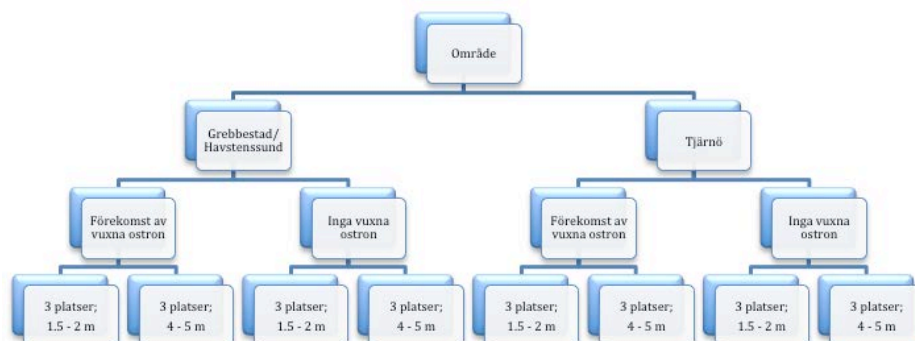 Område
Grebbestad/
Havstenssund
Tjärnö
Förekomst av
vuxna ostron
Inga vuxna
ostron
Förekomst av
vuxna ostron
Inga vuxna
ostron
3 platser;
1.5 - 2 m
3 platser;
4 - 5 m
3 platser;
1.5 - 2 m
3 platser;
4 - 5 m
3 platser;
1.5 - 2 m
3 platser;
4 - 5 m
3 platser;
1.5 - 2 m
3 platser;
4 - 5 m